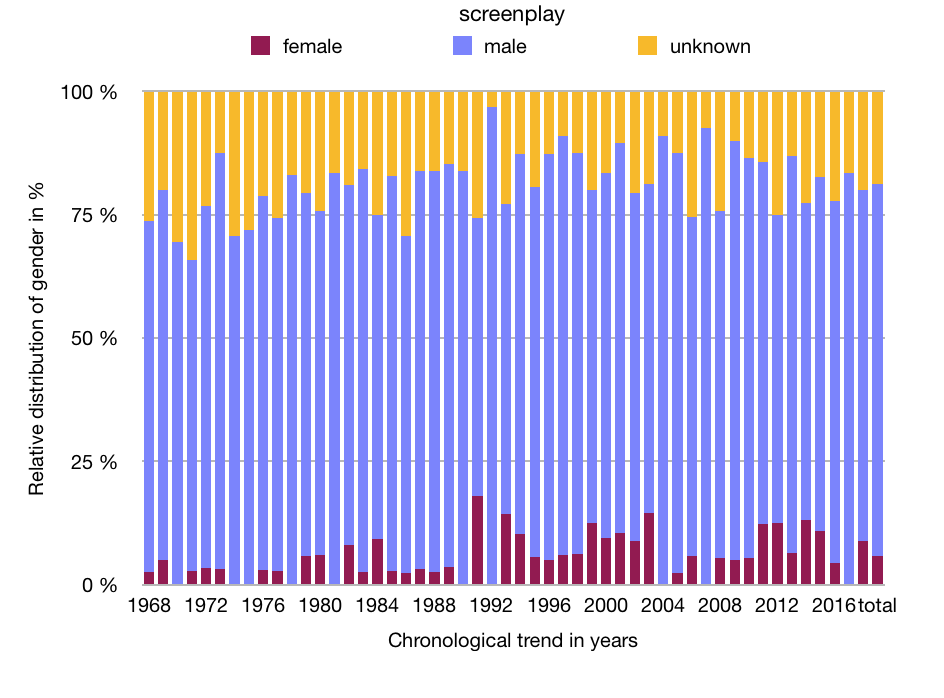 screenplay
female male unknown
100 %
75 %
50 %
25 %
0 %
Relative distribution of gender in %
1968 1972 1976 1980 1984 1988 1992 1996 2000 2004 2008 2012 2016 total
Chronological trend in years